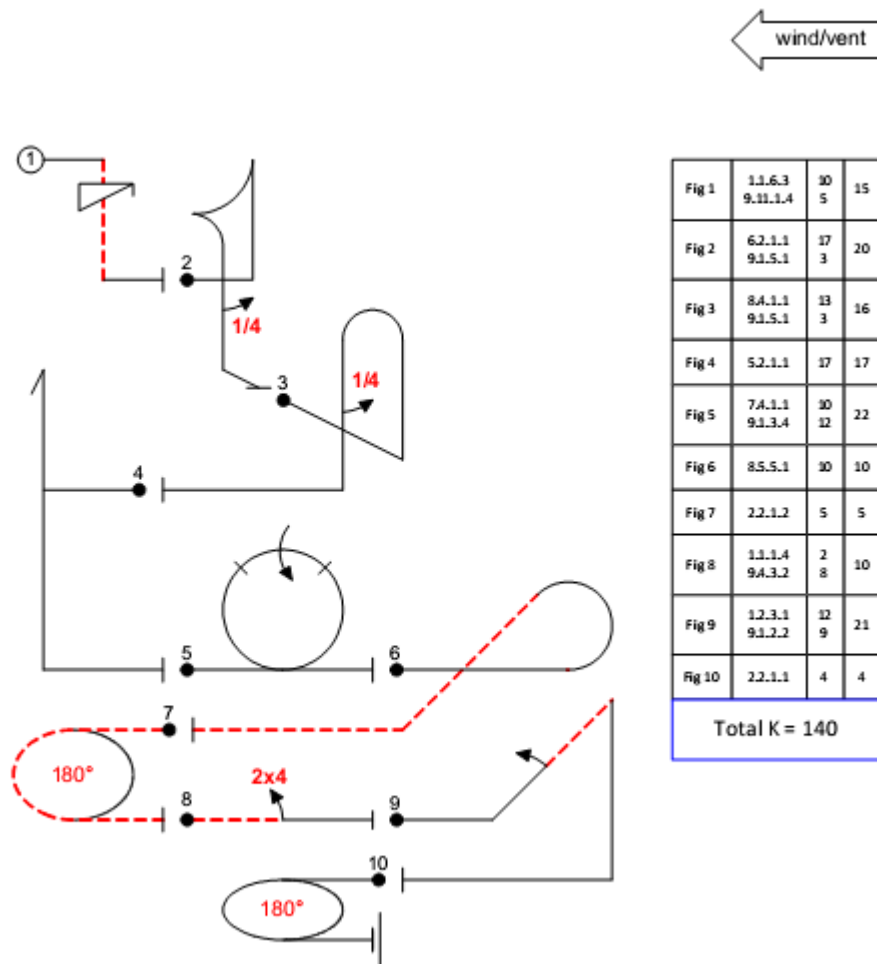 wind/vent
1
2
1/4
3
1/4
4
5
6
7
180°
2x4
8
9
10
180°
Fig 1 1.1.6.3 10 15
9.11.1.4 5
Fig 2 6.2.1.1 17 20
9.1.5.1 3
Fig 3 8.4.1.1 13 16
9.1.5.1 3
Fig 4 5.2.1.1 17 17
Fig 5 7.4.1.1 10 22
9.1.3.4 12
Fig 6 8.5.5.1 10 10
Fig 7 2.2.1.2 5 5
Fig 8 1.1.1.4 2 10
9.4.3.2 8
Fig 9 1.2.3.1 12 21
9.1.2.2 9
Fig 10 2.2.1.1 4 4
Total K = 140